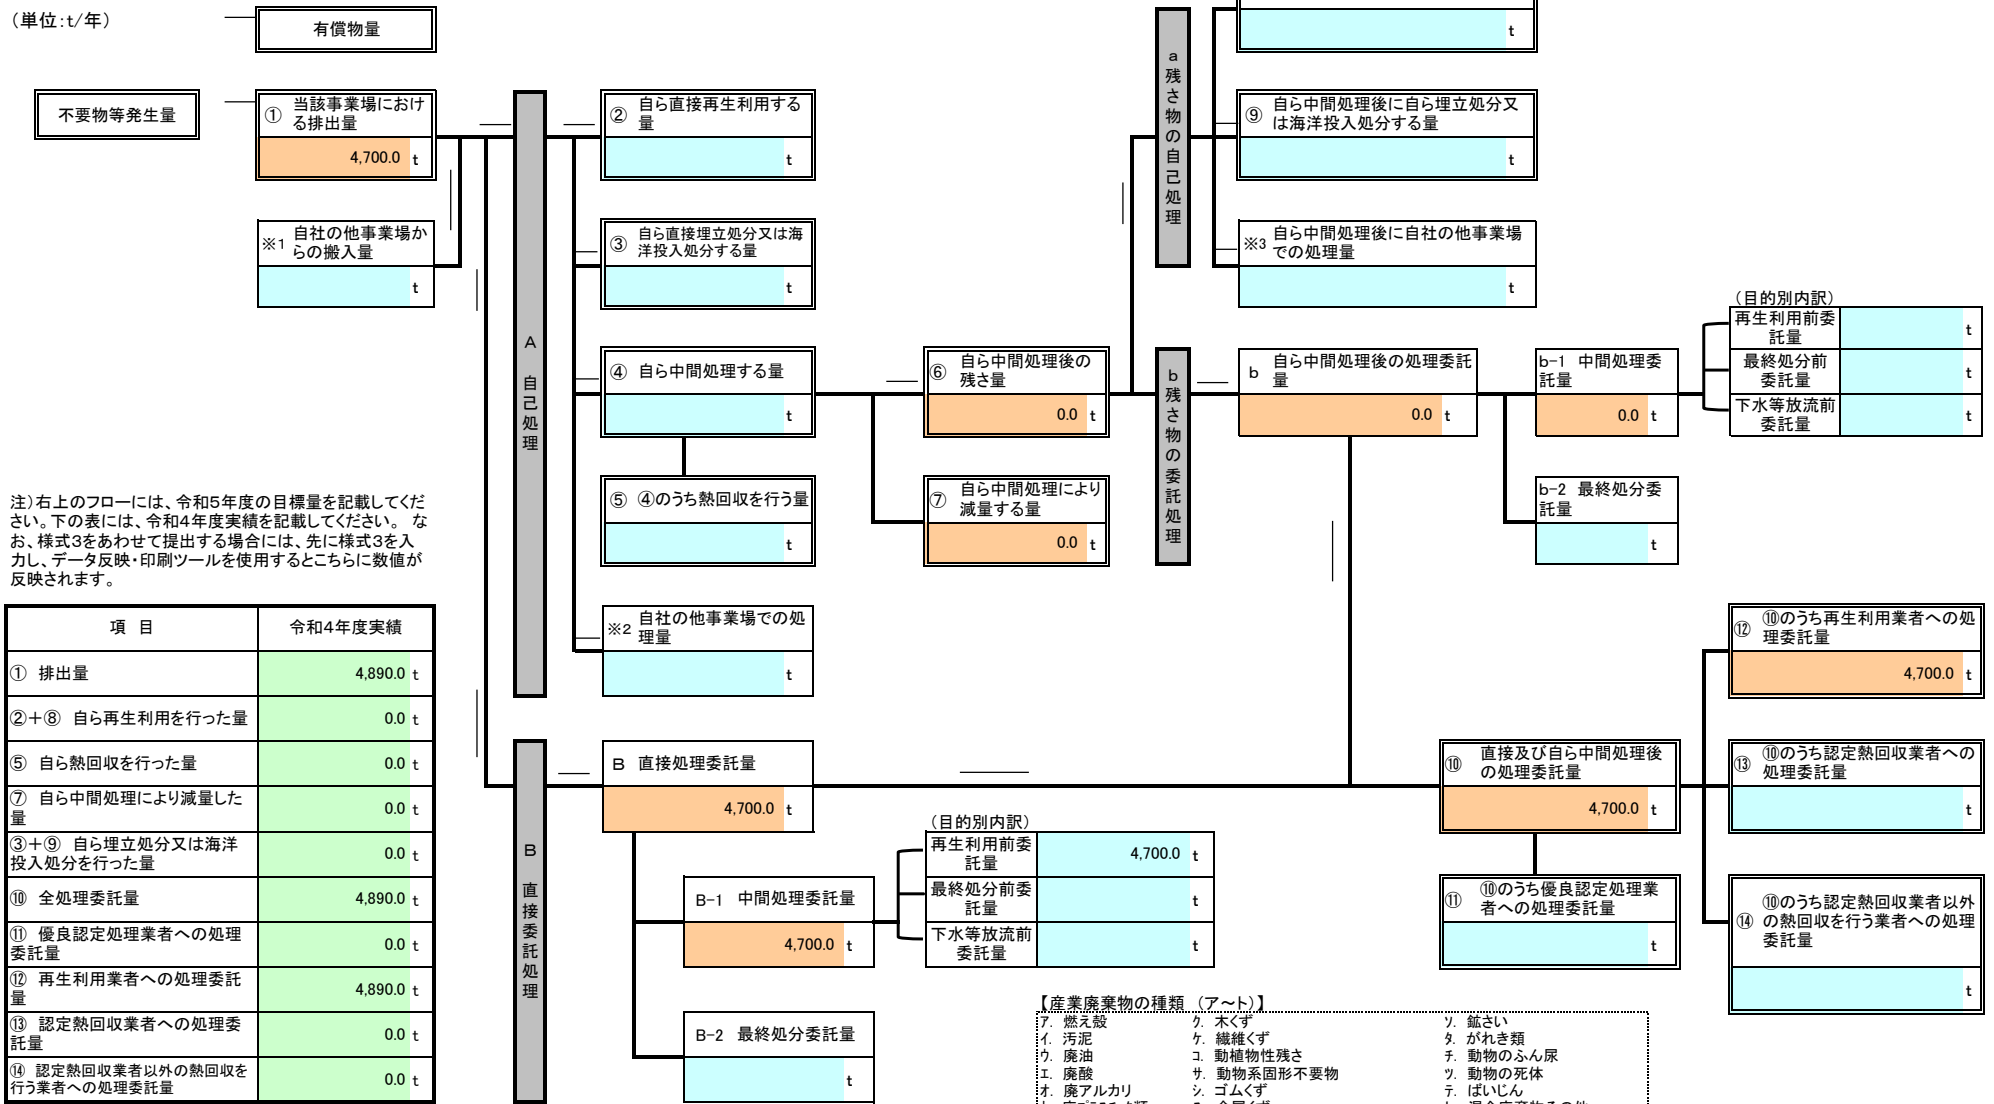 （単位:t/年）
有償物量
t
不要物等発生量
①
当該事業場におけ
る排出量
4,700.0 t
※1
自社の他事業場か
らの搬入量
t
A 自己処理
②
自ら直接再生利用する
量
t
③
自ら直接埋立処分又は海
洋投入処分する量
t
④ 自ら中間処理する量
t
⑤ ④のうち熱回収を行う量
t
※2
自社の他事業場での処
理量
t
⑥
自ら中間処理後の
残さ量
0.0 t
⑦
自ら中間処理により
減量する量
0.0 t
a残さ物の自己処理
⑨
自ら中間処理後に自ら埋立処分又
は海洋投入処分する量
t
※3
自ら中間処理後に自社の他事業場
での処理量
t
b残さ物の委託処理
b
自ら中間処理後の処理委託
量
0.0 t
b-1 中間処理委
託量
0.0 t
（目的別内訳）
再生利用前委
託量
t
最終処分前
委託量
t
下水等放流前
委託量
t
b-2 最終処分委
託量
t
注）右上のフローには、令和5年度の目標量を記載してくだ
さい。下の表には、令和4年度実績を記載してください。 な
お、様式3をあわせて提出する場合には、先に様式3を入
力し、データ反映・印刷ツールを使用するとこちらに数値が
反映されます。
項 目 令和4年度実績
① 排出量 4,890.0 t
②＋⑧ 自ら再生利用を行った量 0.0 t
⑤ 自ら熱回収を行った量 0.0 t
⑦ 自ら中間処理により減量した
量
0.0 t
③＋⑨ 自ら埋立処分又は海洋
投入処分を行った量
0.0 t
⑩ 全処理委託量 4,890.0 t
⑪ 優良認定処理業者への処理
委託量
0.0 t
⑫ 再生利用業者への処理委託
量
4,890.0 t
⑬ 認定熱回収業者への処理委
託量
0.0 t
⑭ 認定熱回収業者以外の熱回収を
行う業者への処理委託量
0.0 t
B 直接委託処理
B 直接処理委託量
4,700.0 t
B-1 中間処理委託量
4,700.0 t
（目的別内訳）
再生利用前委
託量
4,700.0 t
最終処分前委
託量
t
下水等放流前
委託量
t
B-2 最終処分委託量
t
⑩
直接及び自ら中間処理後
の処理委託量
4,700.0 t
⑪
⑩のうち優良認定処理業
者への処理委託量
t
⑫
⑩のうち再生利用業者への処
理委託量
4,700.0 t
⑬
⑩のうち認定熱回収業者への
処理委託量
t
⑭
⑩のうち認定熱回収業者以外
の熱回収を行う業者への処理
委託量
t
【産業廃棄物の種類 （ア～ト）】
ｱ. 燃え殻 ｸ. 木くず ｿ. 鉱さい
ｲ. 汚泥 ｹ. 繊維くず ﾀ. がれき類
ｳ. 廃油 ｺ. 動植物性残さ ﾁ. 動物のふん尿
ｴ. 廃酸 ｻ. 動物系固形不要物 ﾂ. 動物の死体
ｵ. 廃アルカリ ｼ. ゴムくず ﾃ. ばいじん